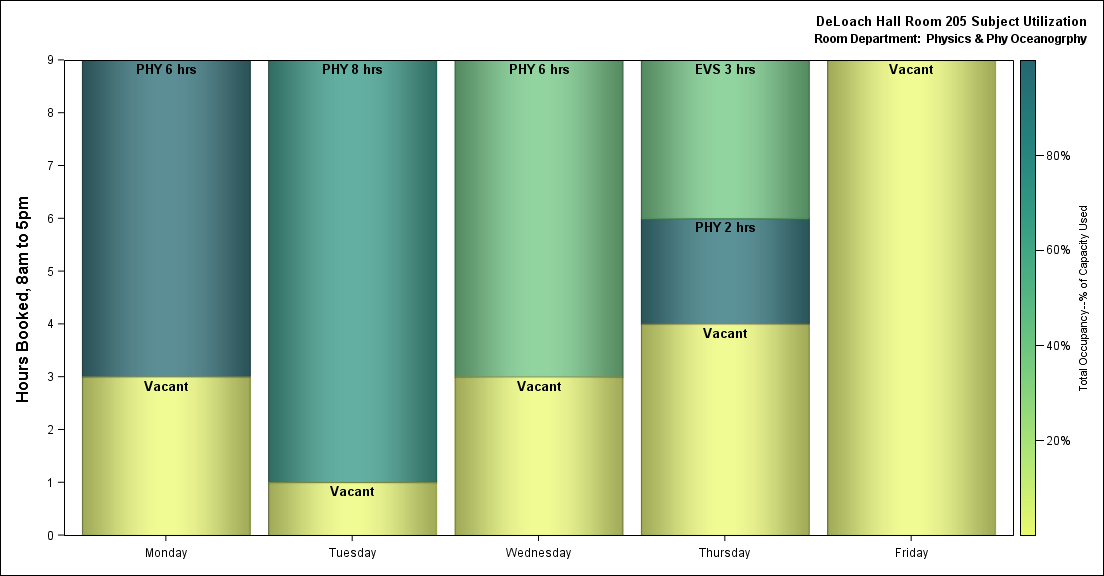 DeLoach Hall Room 205 Subject Utilization
Room Department: Physics & Phy Oceanogrphy
Hours Booked, 8am to 5pm
9
8
7
6
5
4
3
2
1
0
PHY 6 hrs
Vacant
PHY 8 hrs
Vacant
PHY 6 hrs
Vacant
EVS 3 hrs
PHY 2 hrs
Vacant
Vacant
Monday
Tuesday
Wednesday
Thursday
Friday
80%
60%
40%
20%
Total Occupancy--% of Capacity Used